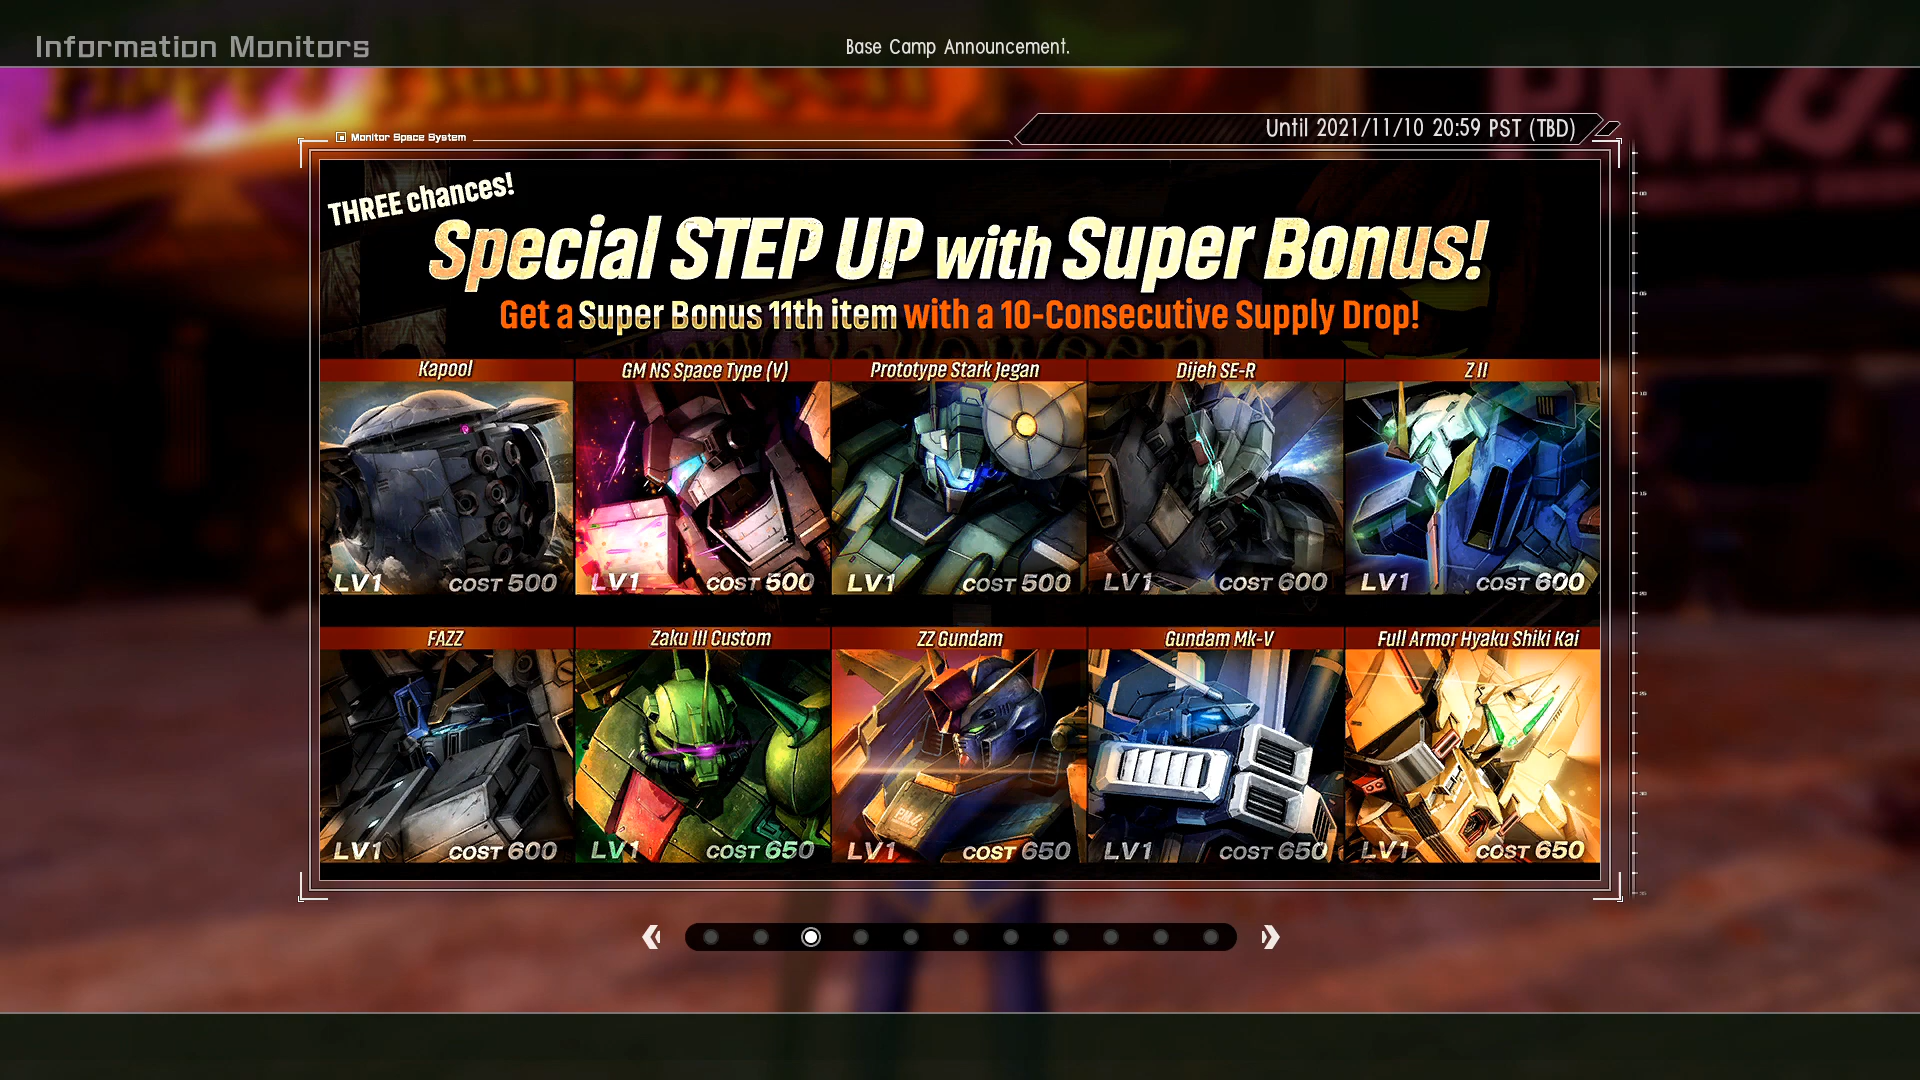 Information Monitors
Base Camp Announcement.
Happy Halloween
P.M.U.
Monitor Space System
Until 2021/11/10 20:59 PST (TBD)
THREE chances!
Special STEP UP with Super Bonus!
Get a Super Bonus 11th item with a 10-Consecutive Supply Drop!
Kapool
GM NS Space Type (V)
Prototype Stark Jegan
Dijeh SE-R
Z II
LV1 COST 500
LV1 COST 500
LV1 COST 500
LV1 COST 600
LV1 COST 600
FAZZ
Zaku III Custom
ZZ Gundam
Gundam Mk-V
Full Armor Hyaku Shiki Kai
P.M.U.
LV1 COST 600
LV1 COST 650
LV1 COST 650
LV1 COST 650
LV1 COST 650